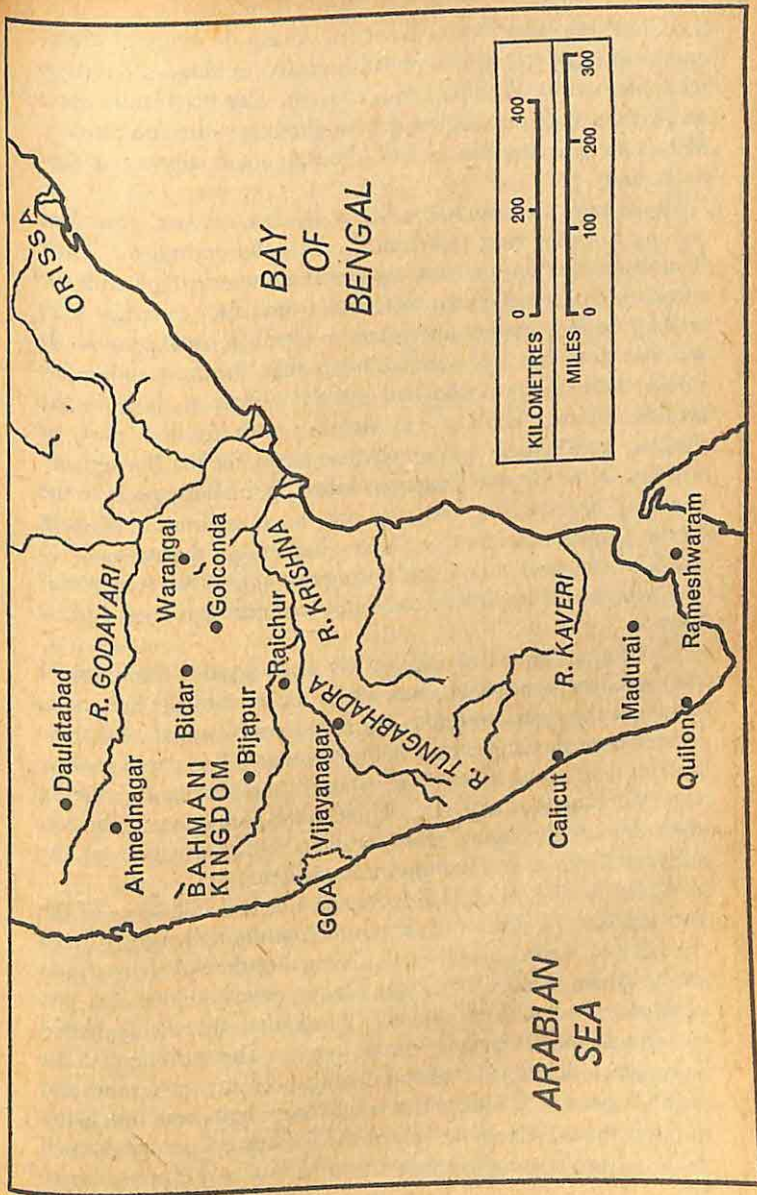 ORISSA
BAY
OF
BENGAL
Daulatabad
R. GODAVARI
Ahmednagar
Warangal
Golconda
Bidar
BAHMANI
KINGDOM
Bijapur
Raichur
R. KRISHNA
Vijayanagar
R. TUNGABHADRA
GOA
R. KAVERI
Calicut
Madurai
Rameshwaram
Quilon
ARABIAN
SEA
KILOMETRES 0 200 400
MILES 0 100 200 300